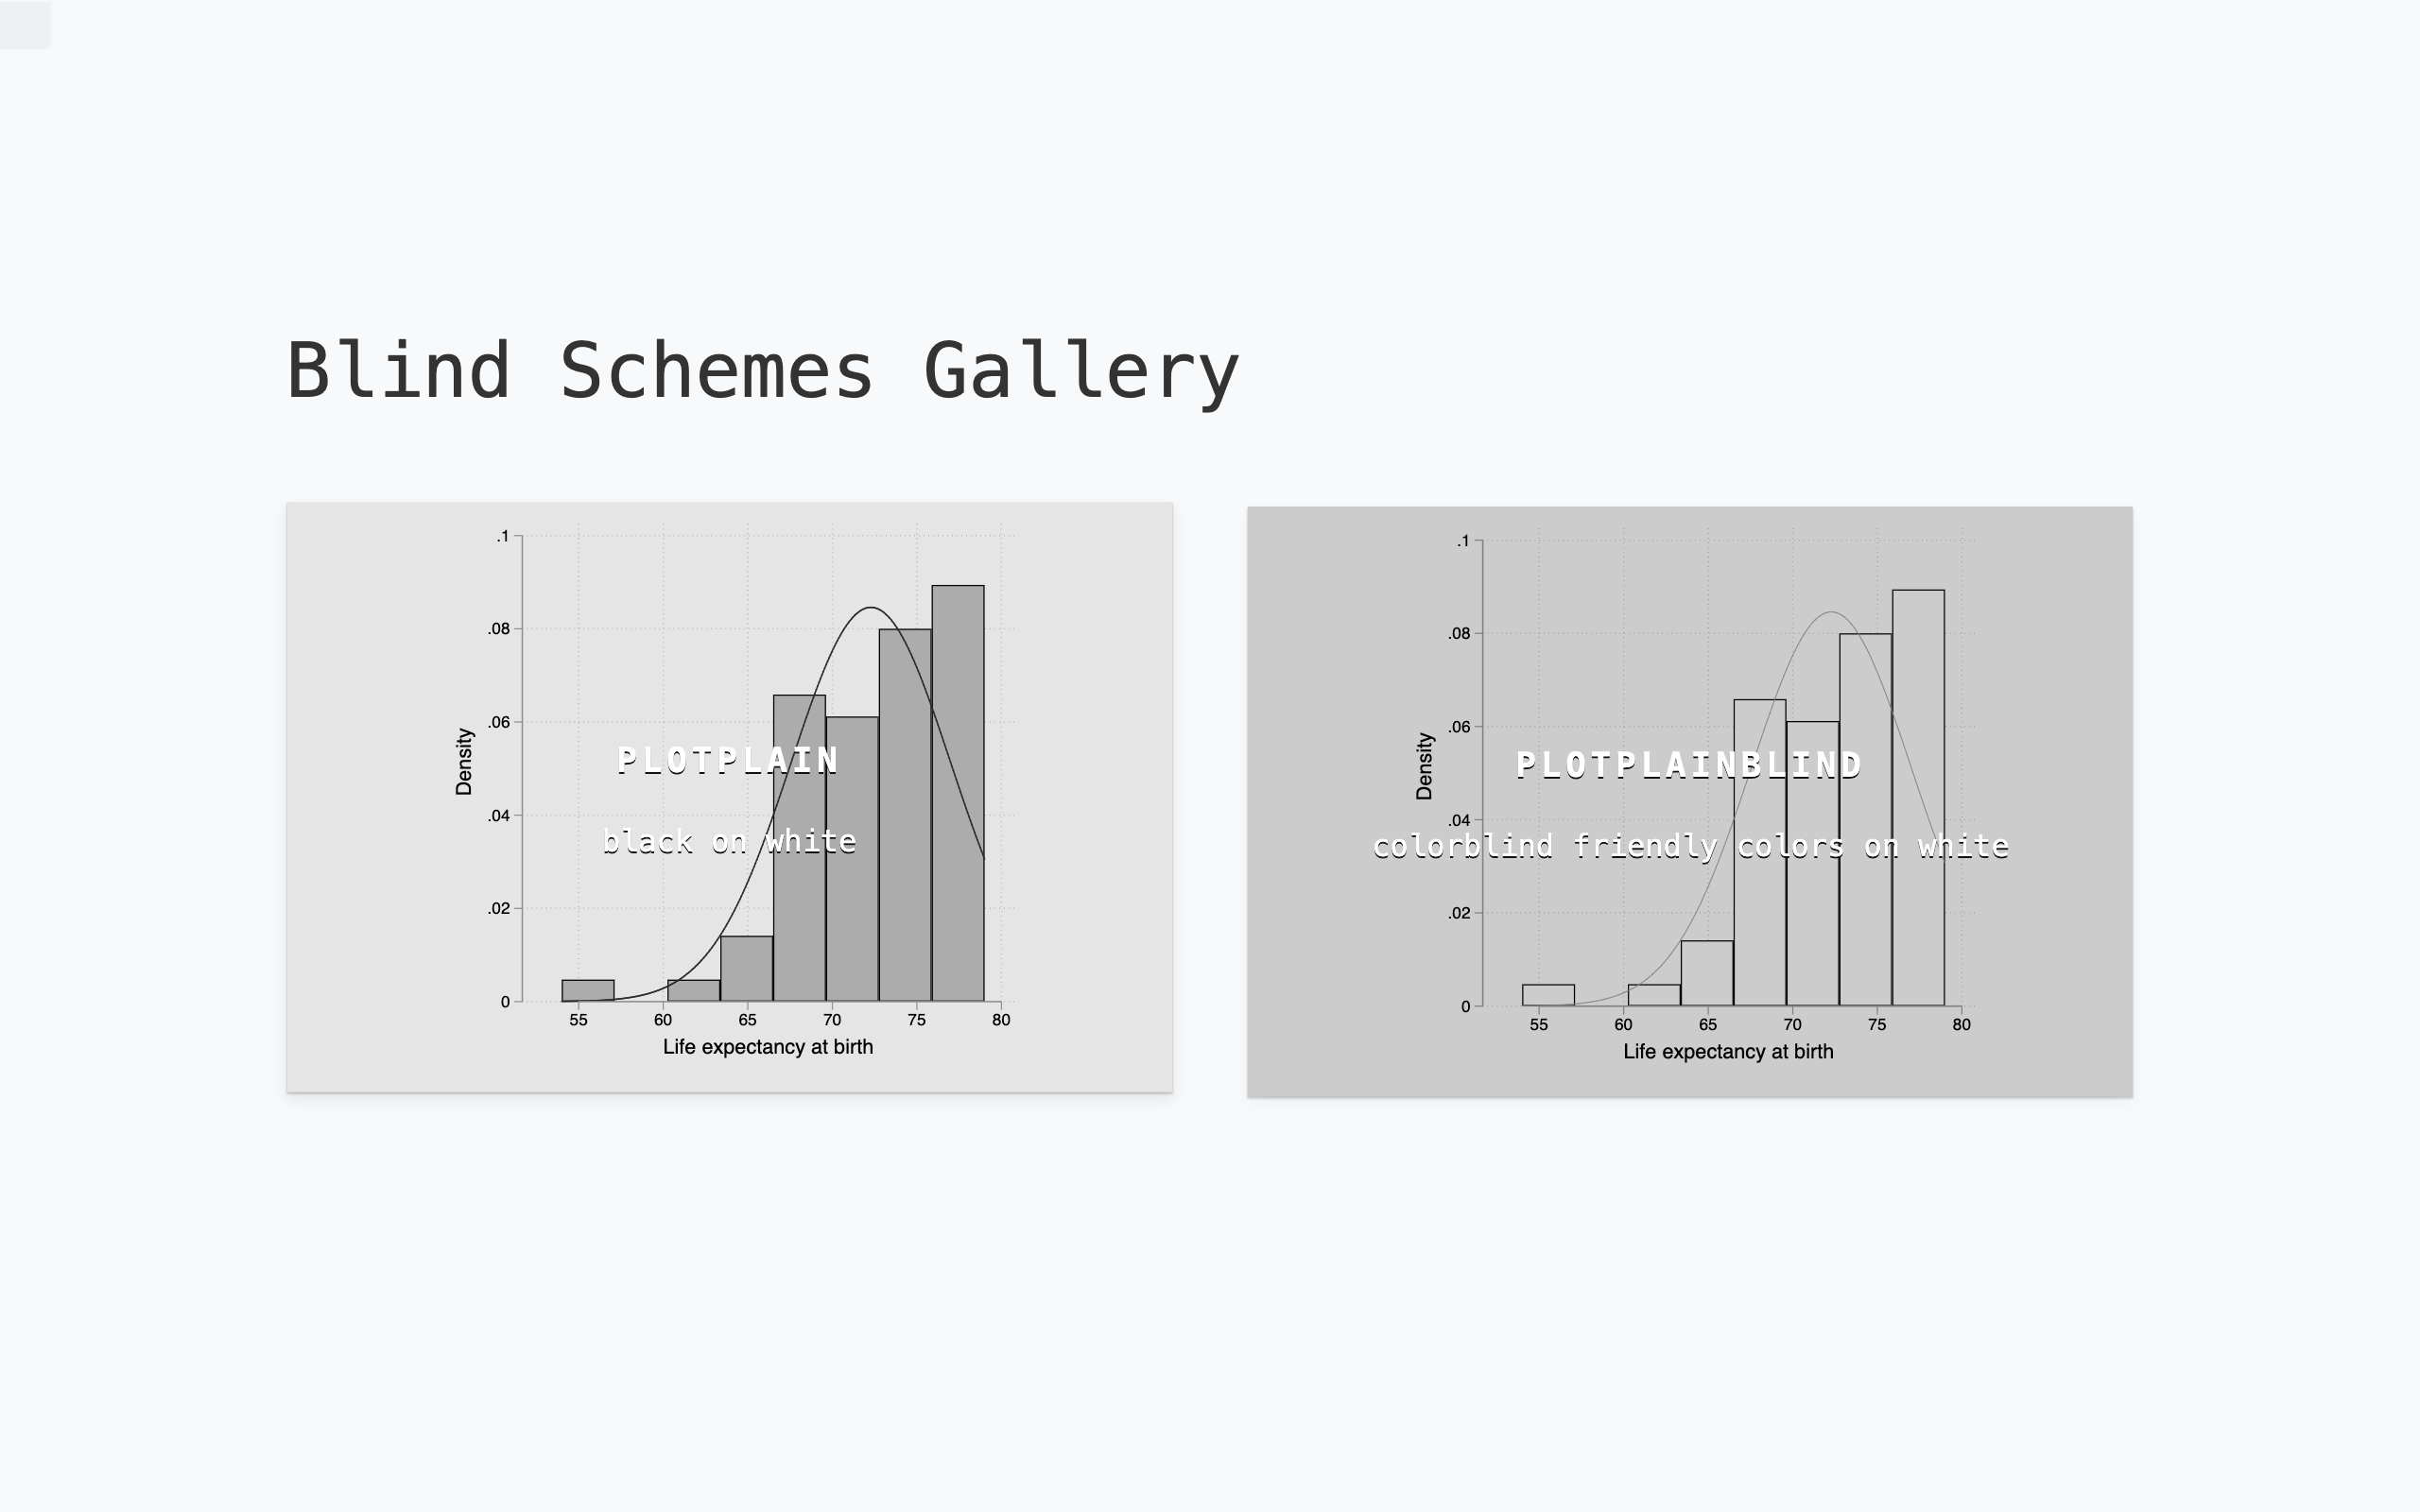 Blind Schemes Gallery
.1
.08
.06
.04
.02
0
Density
PLOTPLAIN
black on white
55 60 65 70 75 80
Life expectancy at birth
.1
.08
.06
.04
.02
0
Density
PLOTPLAINBLIND
colorblind friendly colors on white
55 60 65 70 75 80
Life expectancy at birth